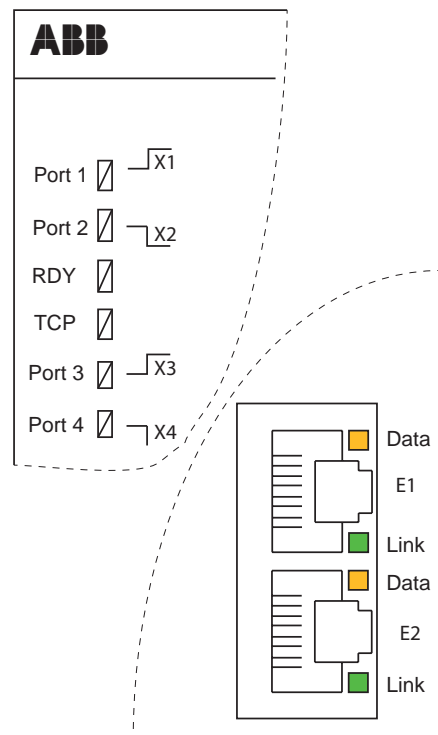 ABB
Port 1
X1
Port 2
X2
RDY
TCP
Port 3
X3
Port 4
X4
Data
E1
Link
Data
E2
Link